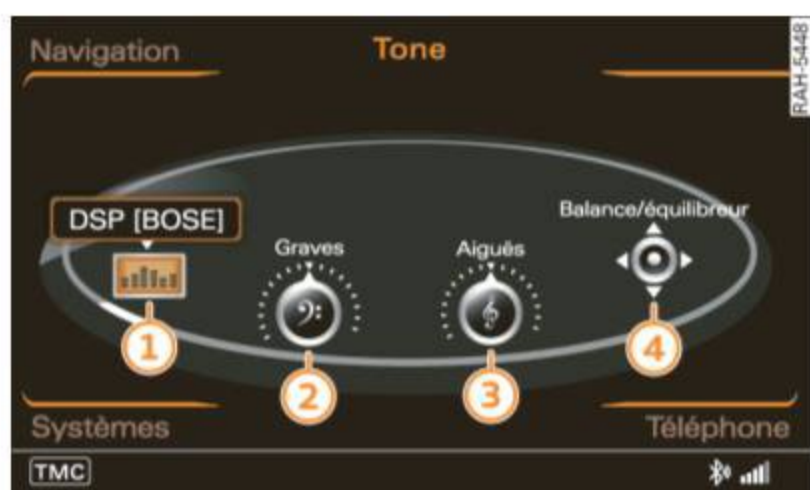 Navigation
Tone
RAH-5448
DSP [BOSE]
Graves
Aiguës
Balance/équilibreur
1
2
3
4
Systèmes
Téléphone
TMC